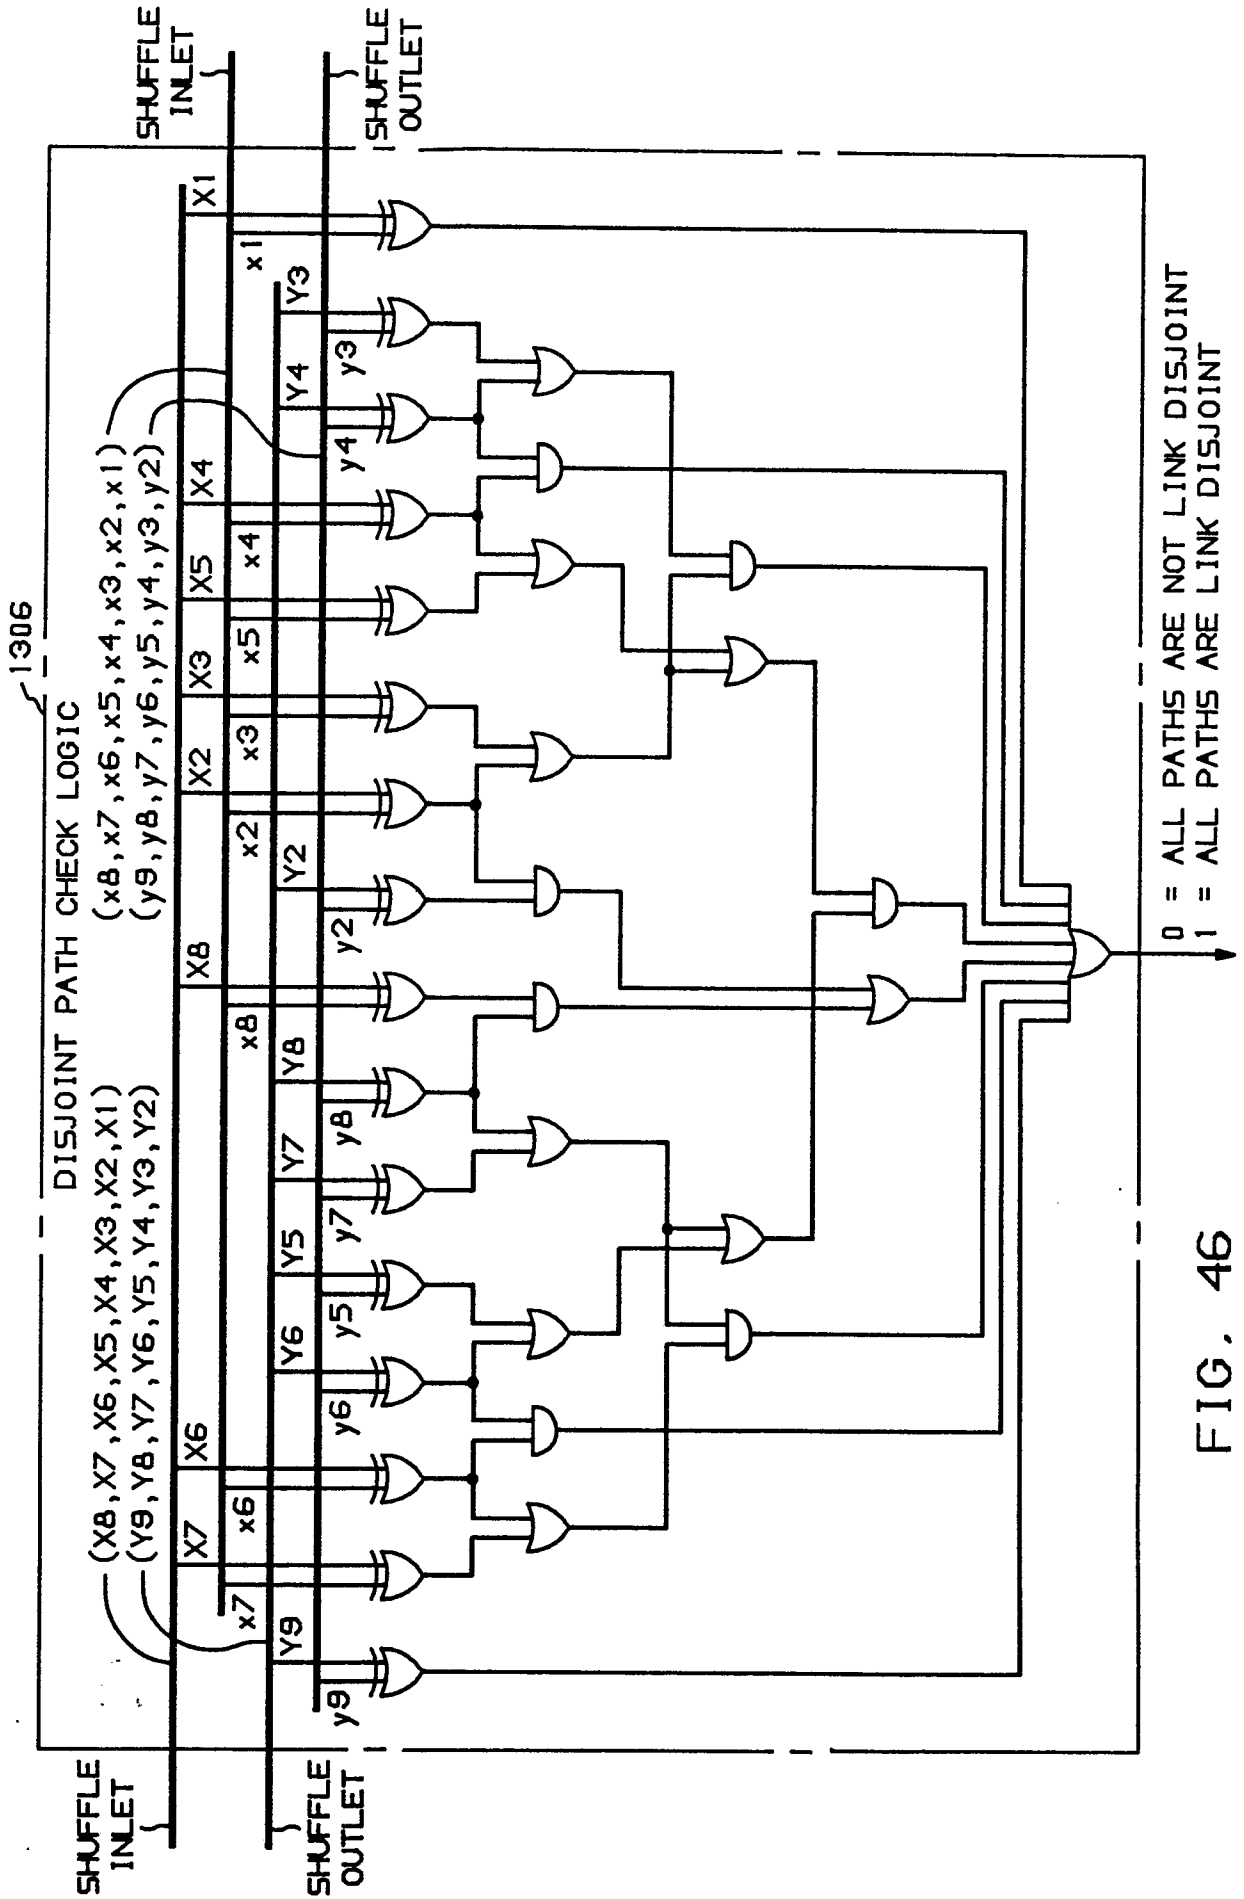 SHUFFLE
INLET
SHUFFLE
OUTLET
1306
DISJOINT PATH CHECK LOGIC
(X8,X7,X6,X5,X4,X3,X2,X1)
(Y9,Y8,Y7,Y6,Y5,Y4,Y3,Y2)
(x8,x7,x6,x5,x4,x3,x2,x1)
(y9,y8,y7,y6,y5,y4,y3,y2)
SHUFFLE
INLET
SHUFFLE
OUTLET
X7
X6
X8
X2
X3
X5
X4
X1
x7
x6
x8
x2
x3
x5
x4
x1
Y9
Y6
Y5
Y7
Y8
Y2
Y4
Y3
y9
y6
y5
y7
y8
y2
y4
y3
0 = ALL PATHS ARE NOT LINK DISJOINT
1 = ALL PATHS ARE LINK DISJOINT
FIG. 46